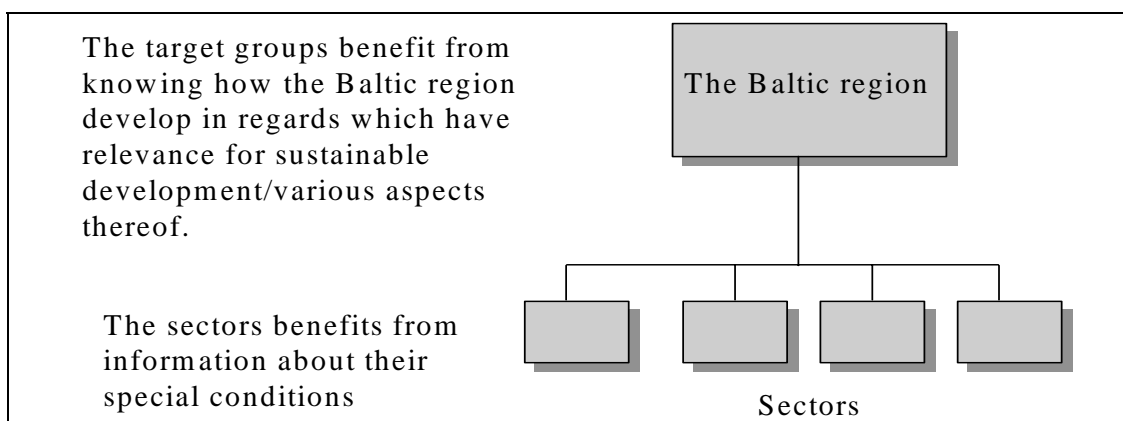 The target groups benefit from
knowing how the Baltic region
develop in regards which have
relevance for sustainable
development/various aspects
thereof.
The Baltic region
The sectors benefits from
information about their
special conditions
Sectors